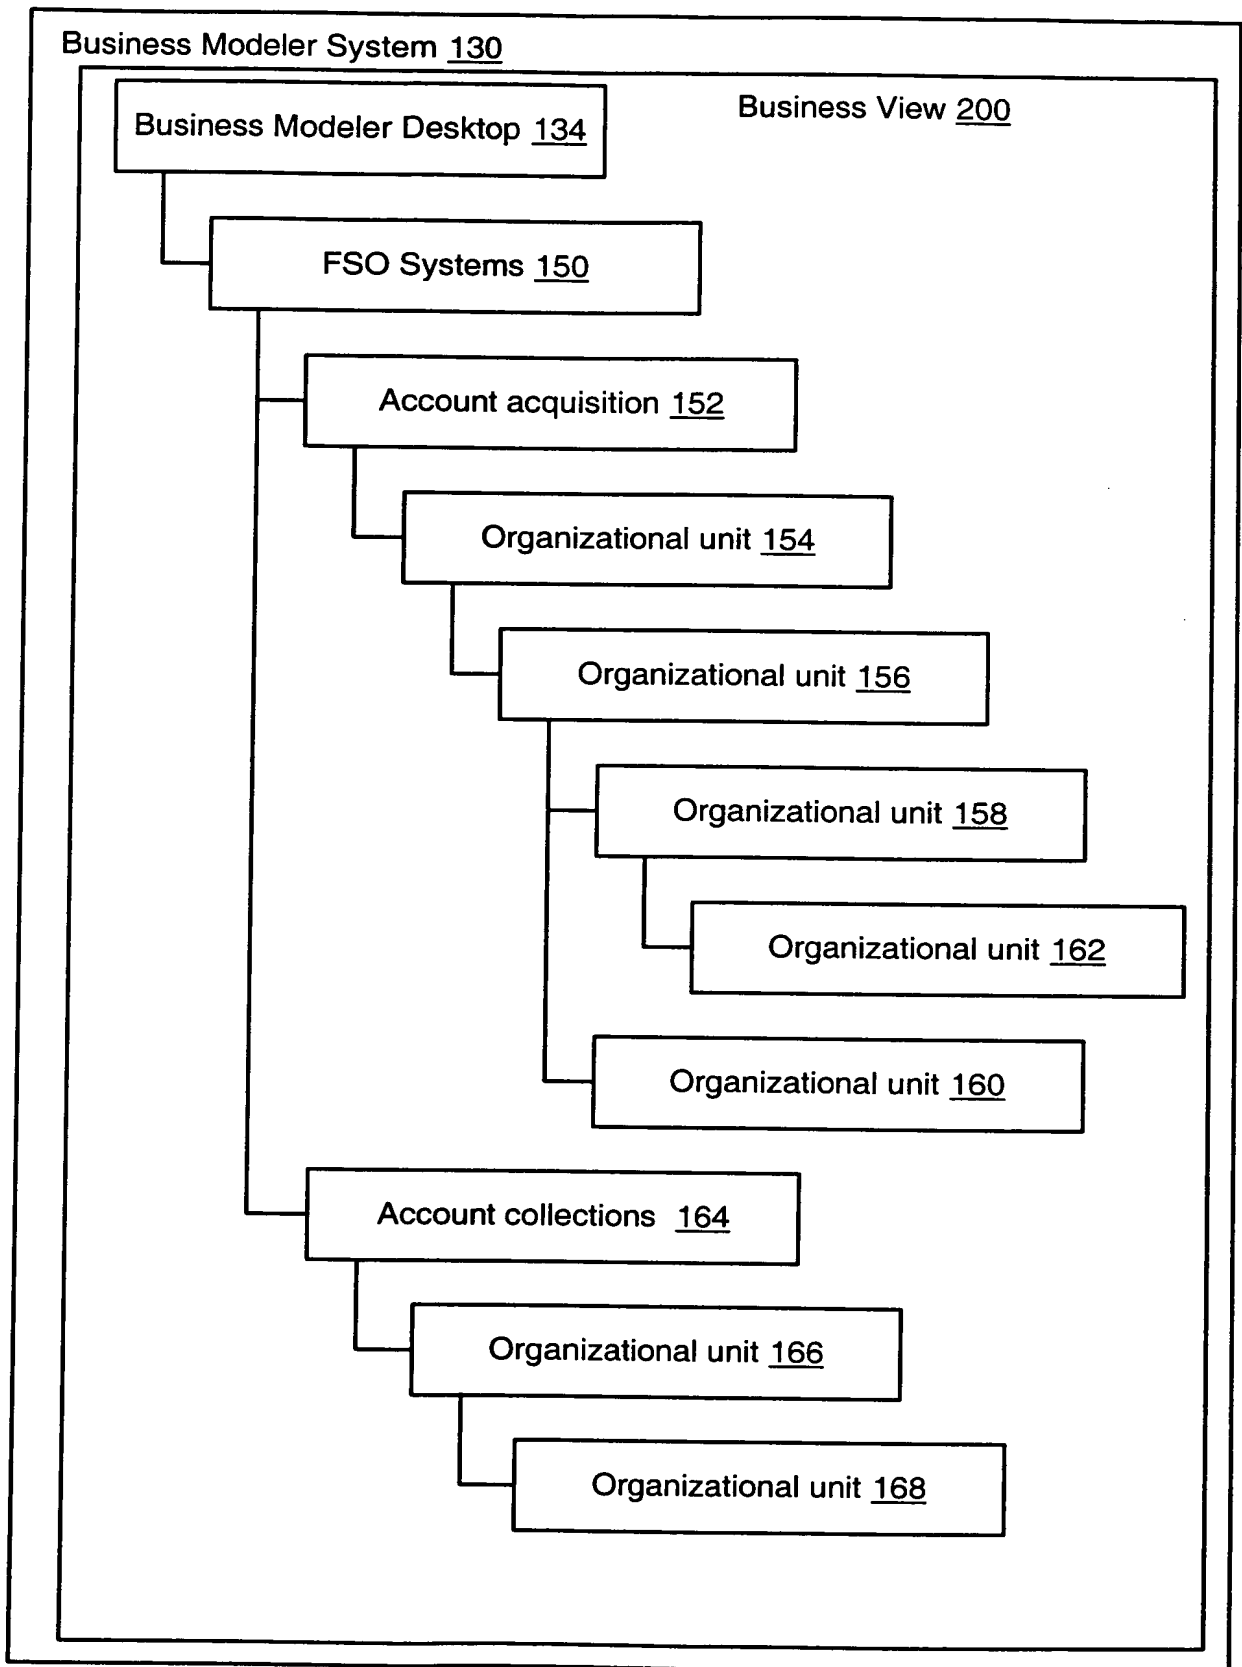 Business Modeler System 130
Business View 200
Business Modeler Desktop 134
FSO Systems 150
Account acquisition 152
Organizational unit 154
Organizational unit 156
Organizational unit 158
Organizational unit 162
Organizational unit 160
Account collections 164
Organizational unit 166
Organizational unit 168